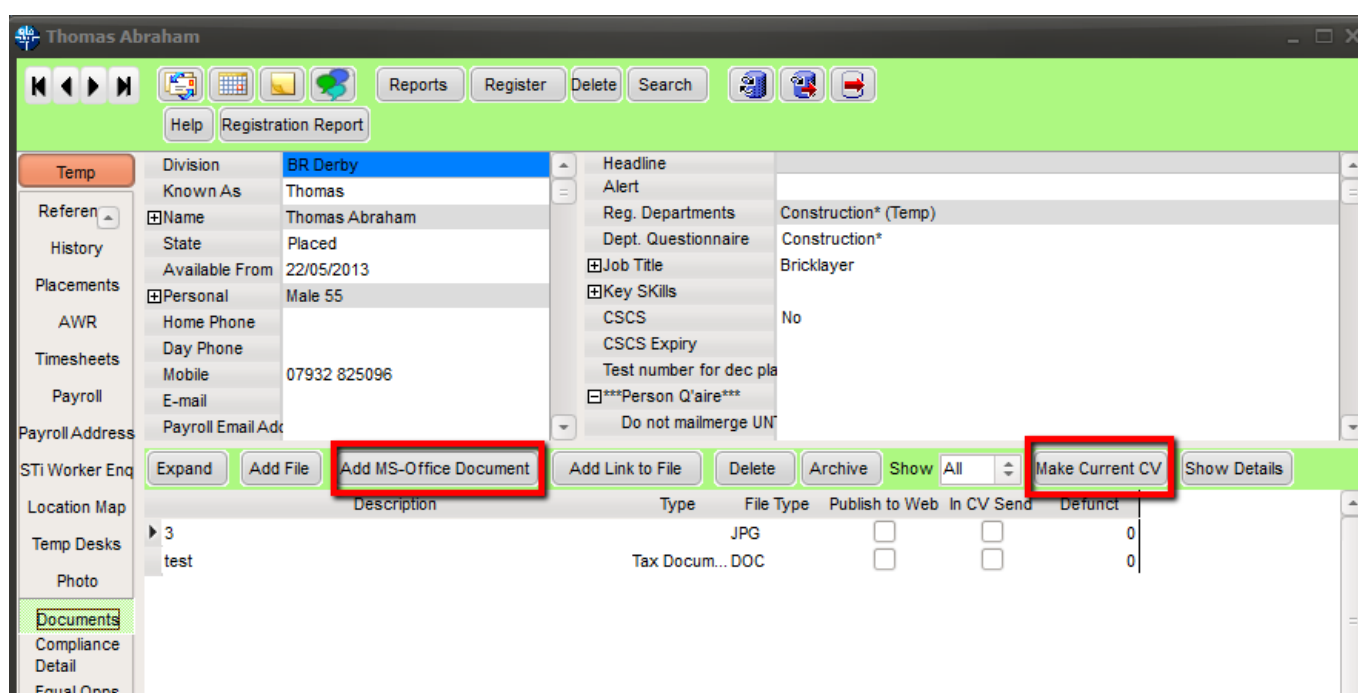 Thomas Abraham
Reports Register Delete Search
Help Registration Report
Temp
Referen
History
Placements
AWR
Timesheets
Payroll
Payroll Address
STi Worker Enq
Location Map
Temp Desks
Photo
Documents
Compliance
Detail
Equal Opps
Division BR Derby
Known As Thomas
Name Thomas Abraham
State Placed
Available From 22/05/2013
Personal Male 55
Home Phone
Day Phone
Mobile 07932 825096
E-mail
Payroll Email Add
Headline
Alert
Reg. Departments Construction* (Temp)
Dept. Questionnaire Construction*
Job Title Bricklayer
Key SKills
CSCS No
CSCS Expiry
Test number for dec pla
***Person Q'aire***
Do not mailmerge UNT
Expand Add File Add MS-Office Document Add Link to File Delete Archive Show All Make Current CV Show Details
Description Type File Type Publish to Web In CV Send Defunct
3 JPG 0
test Tax Docum... DOC 0